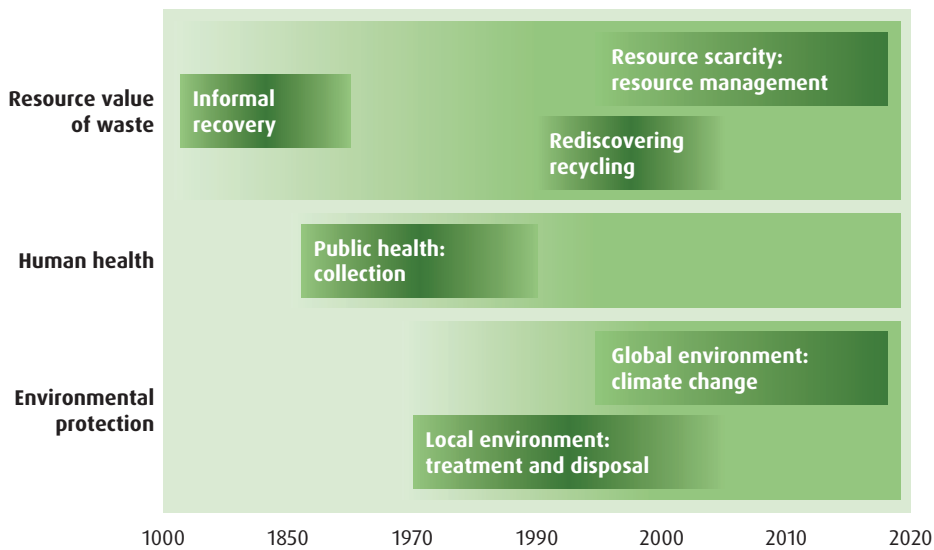 Resource value
of waste
Informal
recovery
Resource scarcity:
resource management
Rediscovering
recycling
Human health
Public health:
collection
Environmental
protection
Global environment:
climate change
Local environment:
treatment and disposal
1000 1850 1970 1990 2000 2010 2020